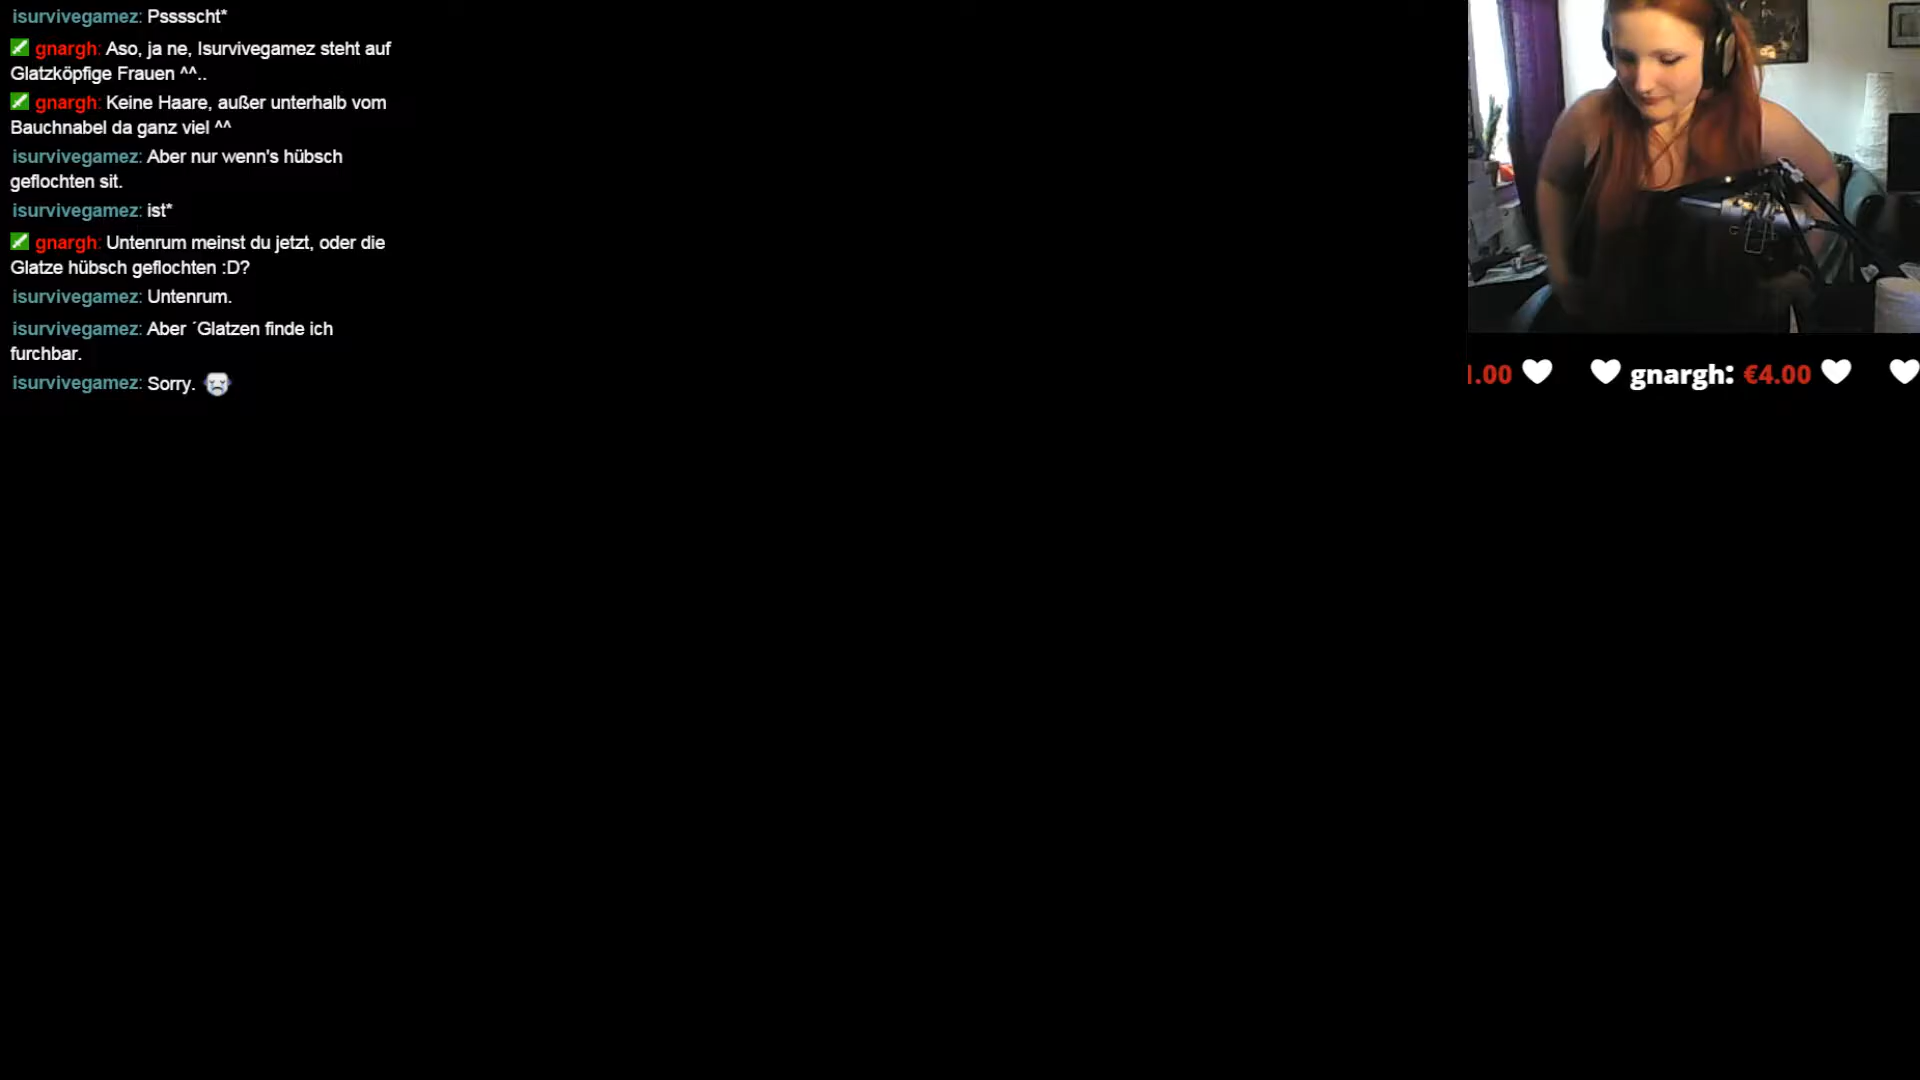 isurvivegamez: Psssscht*
gnargh: Aso, ja ne, Isurvivegamez steht auf
Glatzköpfige Frauen ^^..
gnargh: Keine Haare, außer unterhalb vom
Bauchnabel da ganz viel ^^
isurvivegamez: Aber nur wenn's hübsch
geflochten sit.
isurvivegamez: ist*
gnargh: Untenrum meinst du jetzt, oder die
Glatze hübsch geflochten :D?
isurvivegamez: Untenrum.
isurvivegamez: Aber ´Glatzen finde ich
furchbar.
isurvivegamez: Sorry.
1.00 gnargh: €4.00